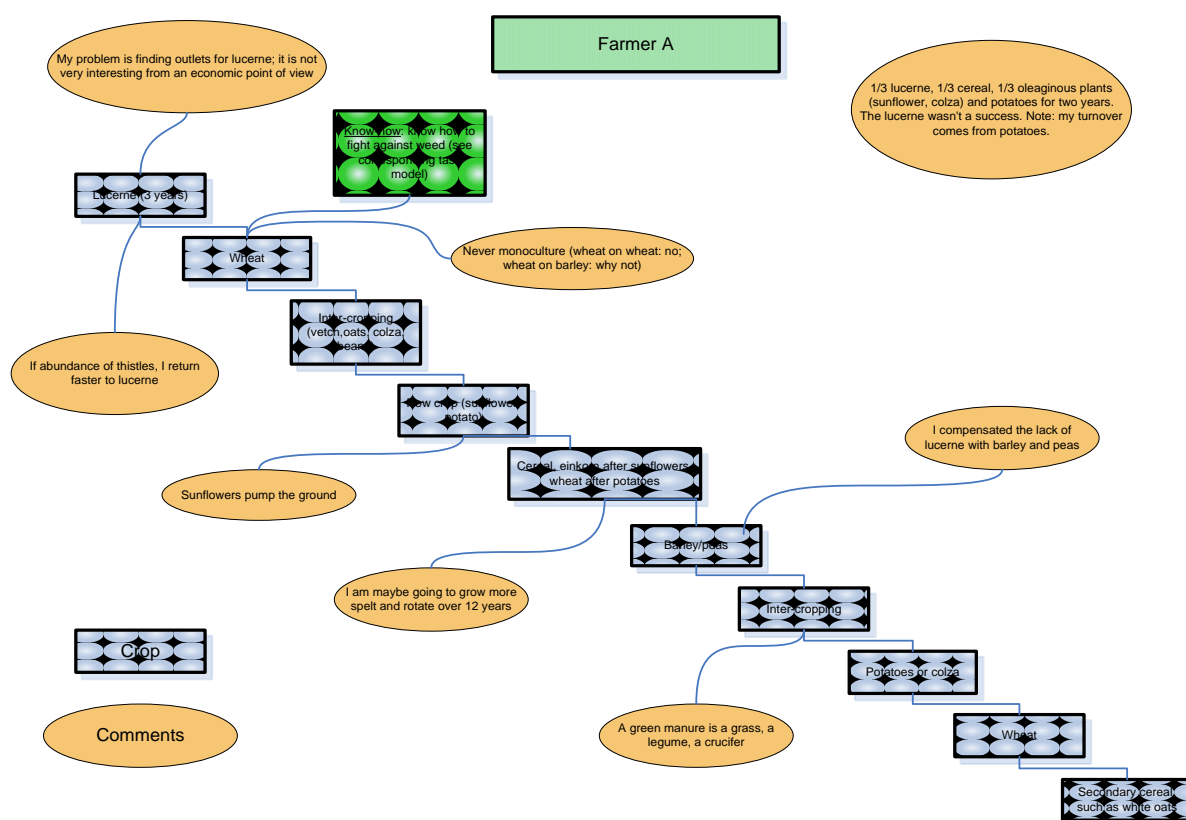 Farmer A
My problem is finding outlets for lucerne; it is not
very interesting from an economic point of view
1/3 lucerne, 1/3 cereal, 1/3 oleaginous plants
(sunflower, colza) and potatoes for two years.
The lucerne wasn't a success. Note: my turnover
comes from potatoes.
Know how: know how to
fight against weed (see
corresponding task
model)
Lucerne (3 years)
Wheat
Never monoculture (wheat on wheat: no;
wheat on barley: why not)
Inter-cropping
(vetch,oats, colza,
bean)
If abundance of thistles, I return
faster to lucerne
Row crop (sunflower,
potato)
I compensated the lack of
lucerne with barley and peas
Cereal, einkorn after sunflowers,
wheat after potatoes
Sunflowers pump the ground
Barley/peas
I am maybe going to grow more
spelt and rotate over 12 years
Inter-cropping
Crop
Potatoes or colza
Comments
A green manure is a grass, a
legume, a crucifer
Wheat
Secondary cereal
such as white oats